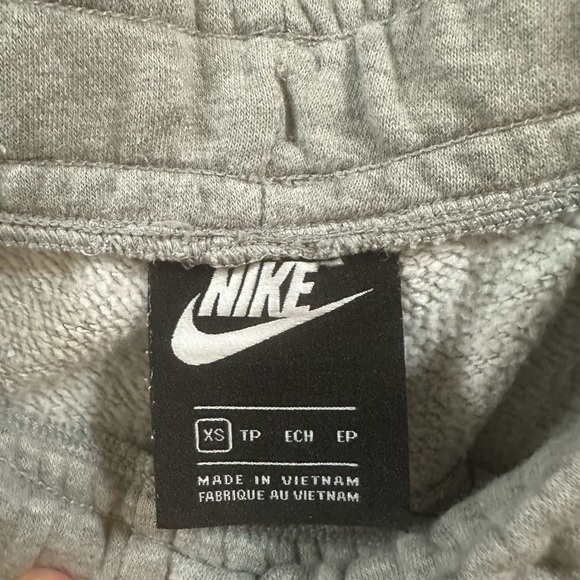 NIKE
XS TP ECH EP
MADE IN VIETNAM
FABRIQUE AU VIETNAM